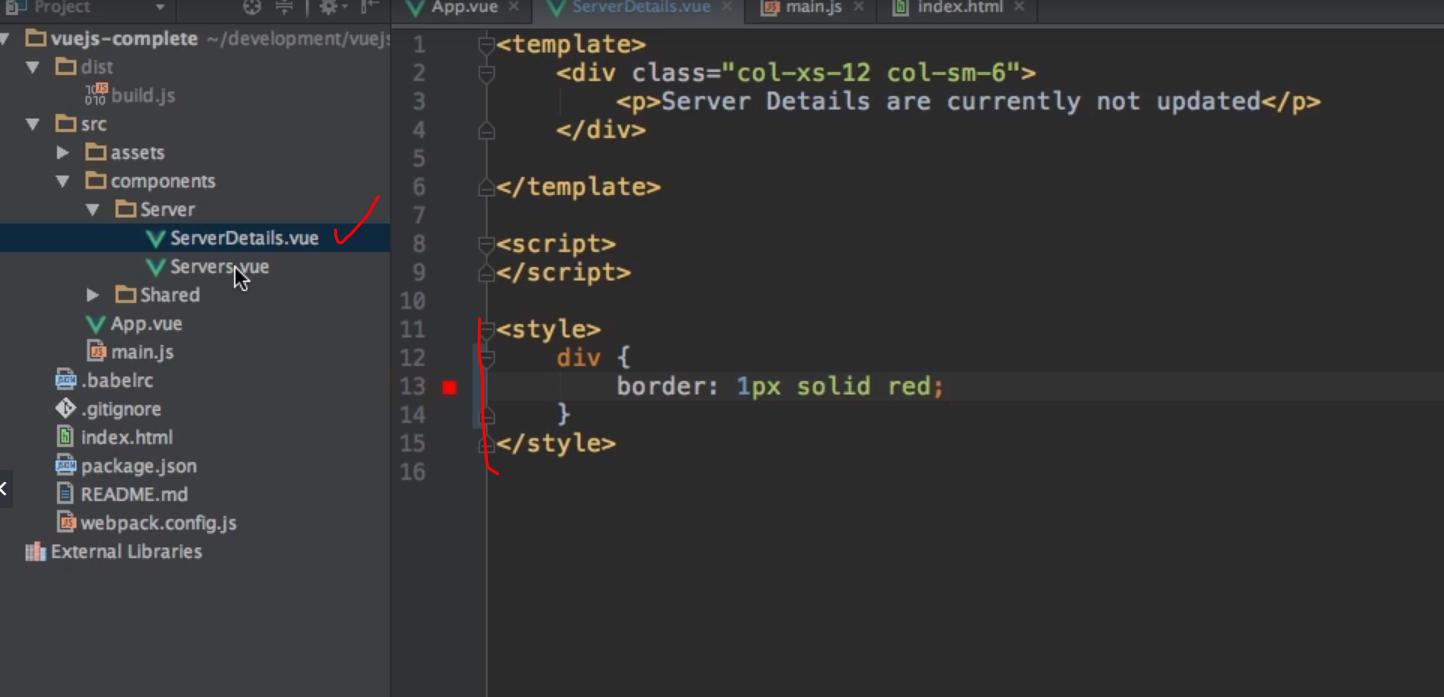 Project
App.vue
ServerDetails.vue
main.js
index.html
vuejs-complete ~/development/vuejs
dist
build.js
src
assets
components
Server
ServerDetails.vue
Servers.vue
Shared
App.vue
main.js
.babelrc
.gitignore
index.html
package.json
README.md
webpack.config.js
External Libraries
1 <template>
2 <div class="col-xs-12 col-sm-6">
3 <p>Server Details are currently not updated</p>
4 </div>
5
6 </template>
7
8 <script>
9 </script>
10
11 <style>
12 div {
13 border: 1px solid red;
14 }
15 </style>
16